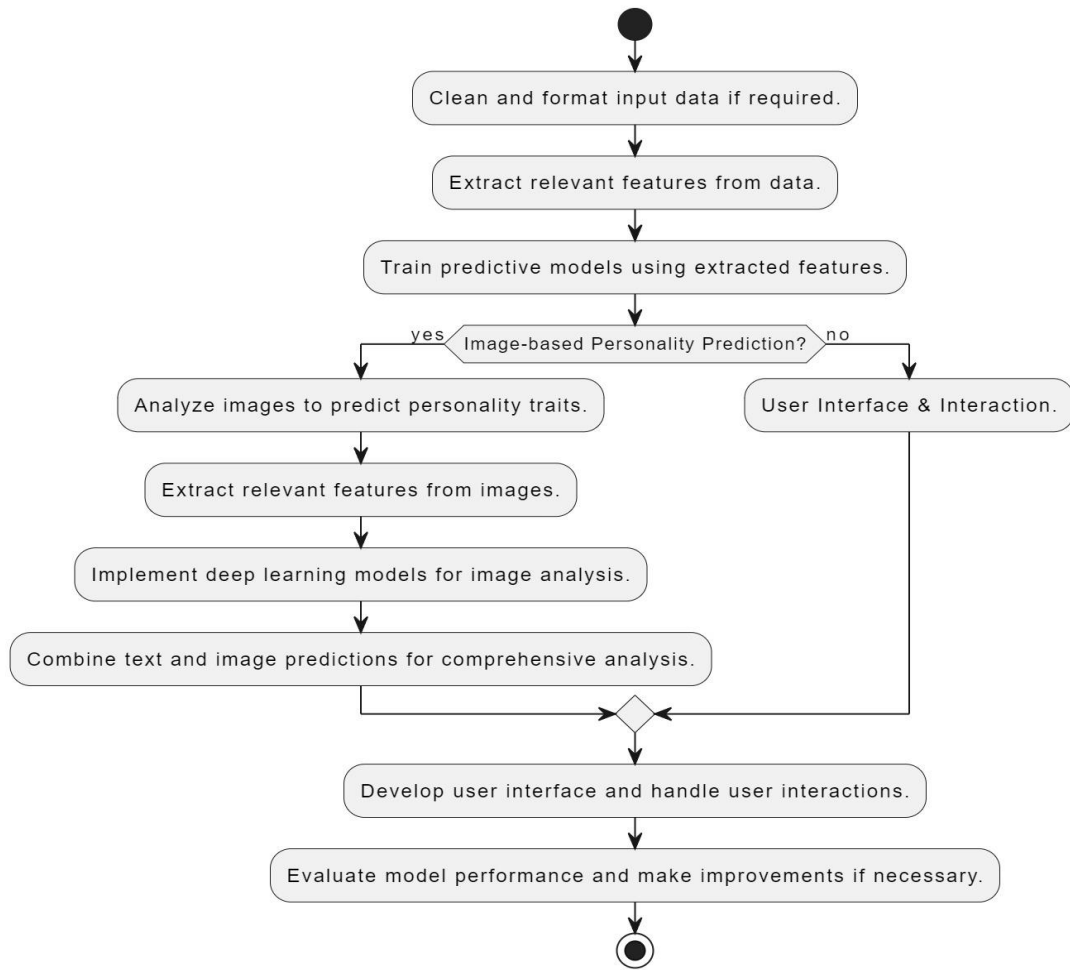 Clean and format input data if required.
Extract relevant features from data.
Train predictive models using extracted features.
yes
Image-based Personality Prediction?
no
Analyze images to predict personality traits.
User Interface & Interaction.
Extract relevant features from images.
Implement deep learning models for image analysis.
Combine text and image predictions for comprehensive analysis.
Develop user interface and handle user interactions.
Evaluate model performance and make improvements if necessary.